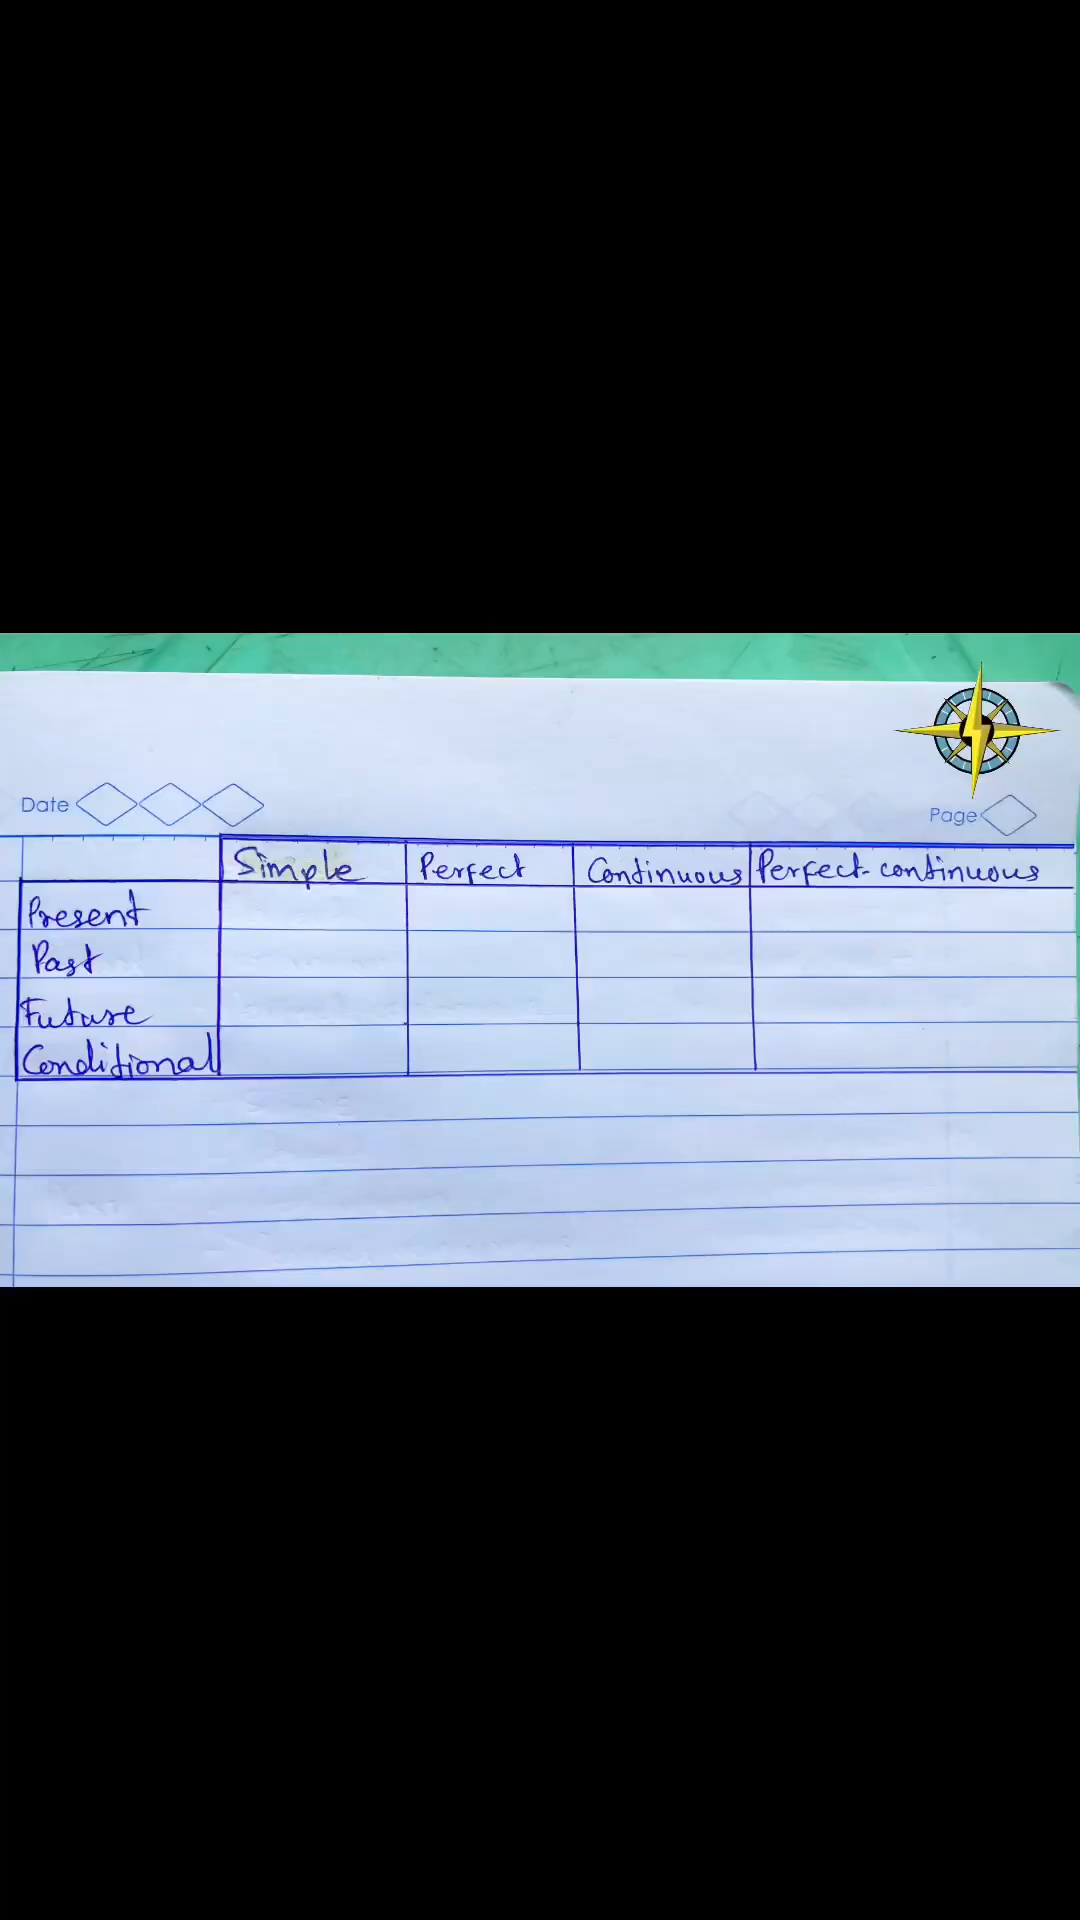 Date
Page
Simple Perfect Continuous Perfect-continuous
Present
Past
Future
Conditional